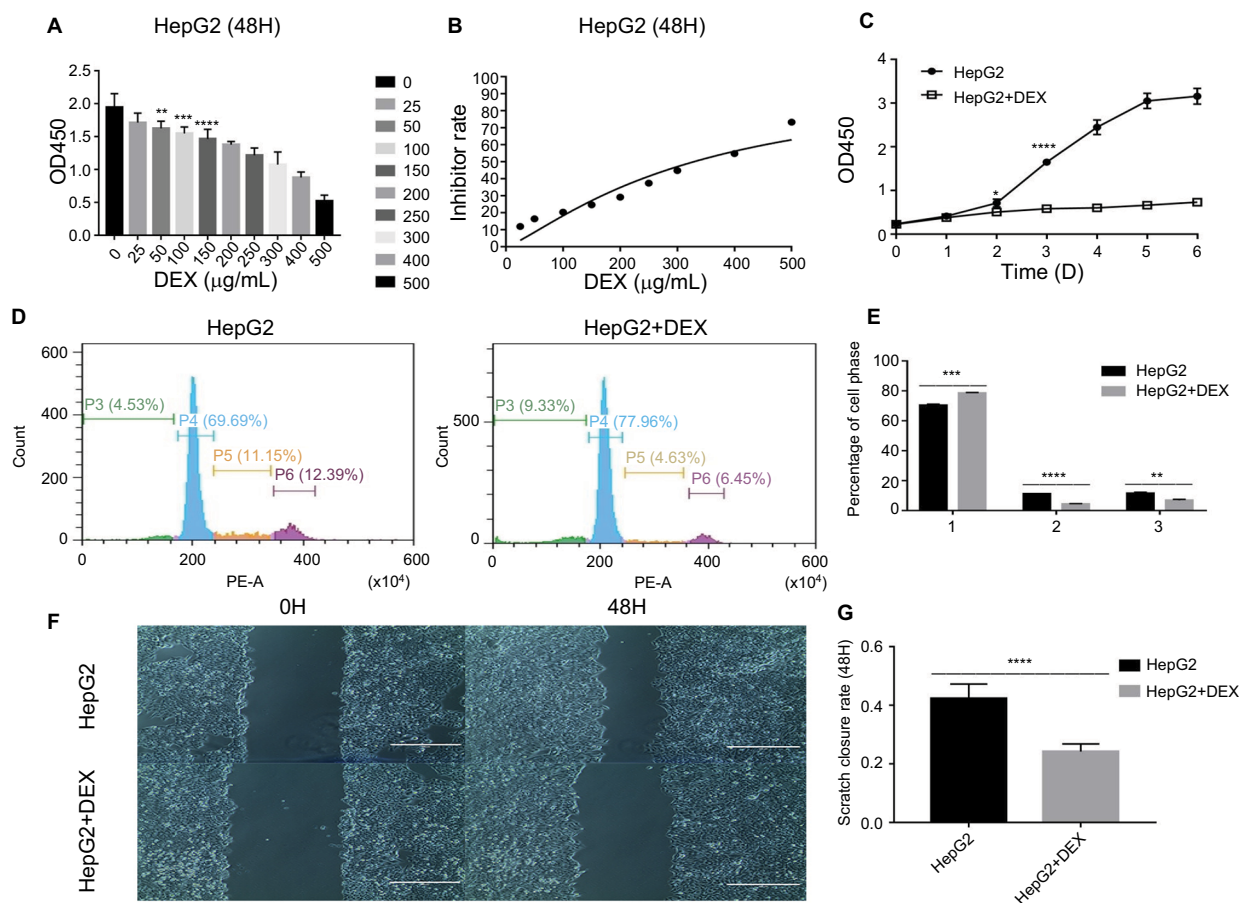 A
HepG2 (48H)
OD450
2.5
2.0
1.5
1.0
0.5
0.0
** *** ****
0 25 50 100 150 200 250 300 400 500
DEX (μg/mL)
0
25
50
100
150
200
250
300
400
500
B
HepG2 (48H)
Inhibitor rate
100
90
80
70
60
50
40
30
20
10
0
0 100 200 300 400 500
DEX (μg/mL)
C
OD450
4
3
2
1
0
HepG2
HepG2+DEX
****
*
0 1 2 3 4 5 6
Time (D)
D
HepG2
Count
600
400
200
0
P3 (4.53%)
P4 (69.69%)
P5 (11.15%)
P6 (12.39%)
0 200 400 600
PE-A (x10⁴)
HepG2+DEX
Count
500
0
P3 (9.33%)
P4 (77.96%)
P5 (4.63%)
P6 (6.45%)
0 200 400 600
PE-A (x10⁴)
E
Percentage of cell phase
100
80
60
40
20
0
***
****
**
HepG2
HepG2+DEX
1 2 3
F
0H 48H
HepG2
HepG2+DEX
G
Scratch closure rate (48H)
0.6
0.4
0.2
0.0
****
HepG2
HepG2+DEX
HepG2
HepG2+DEX